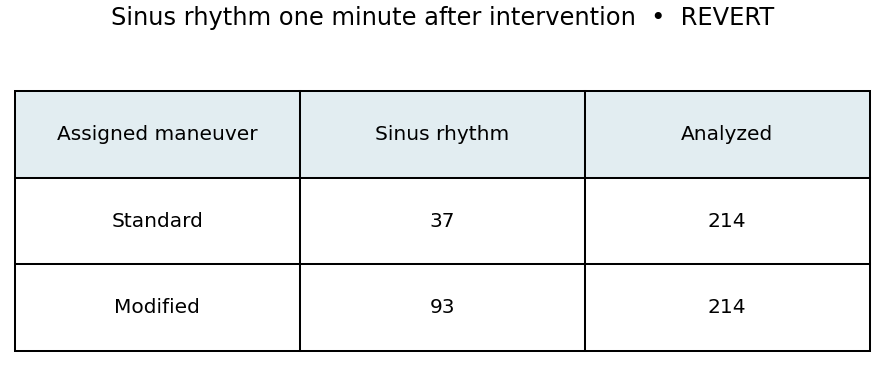 Sinus rhythm one minute after intervention • REVERT
Assigned maneuver Sinus rhythm Analyzed
Standard 37 214
Modified 93 214